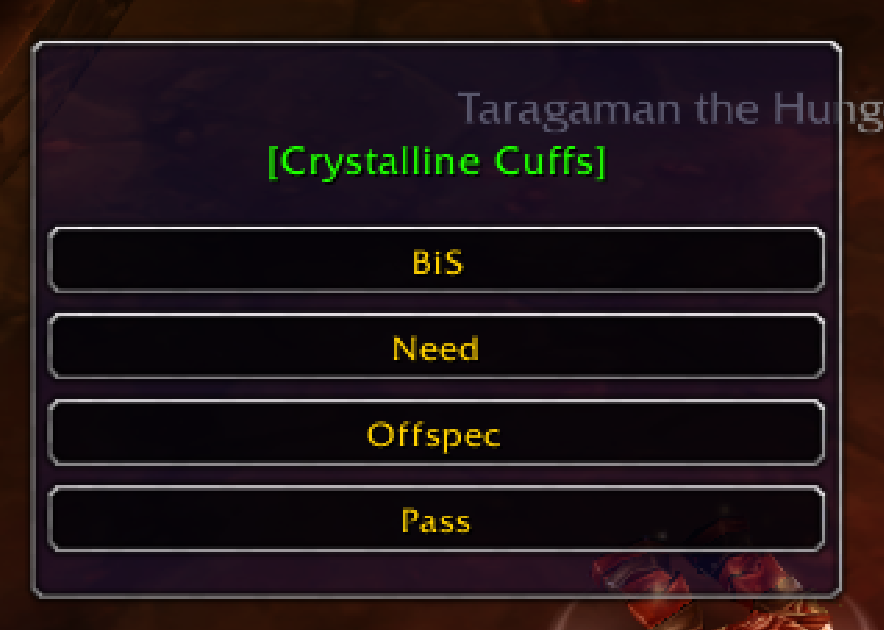 Taragaman the Hung
[Crystalline Cuffs]
BiS
Need
Offspec
Pass